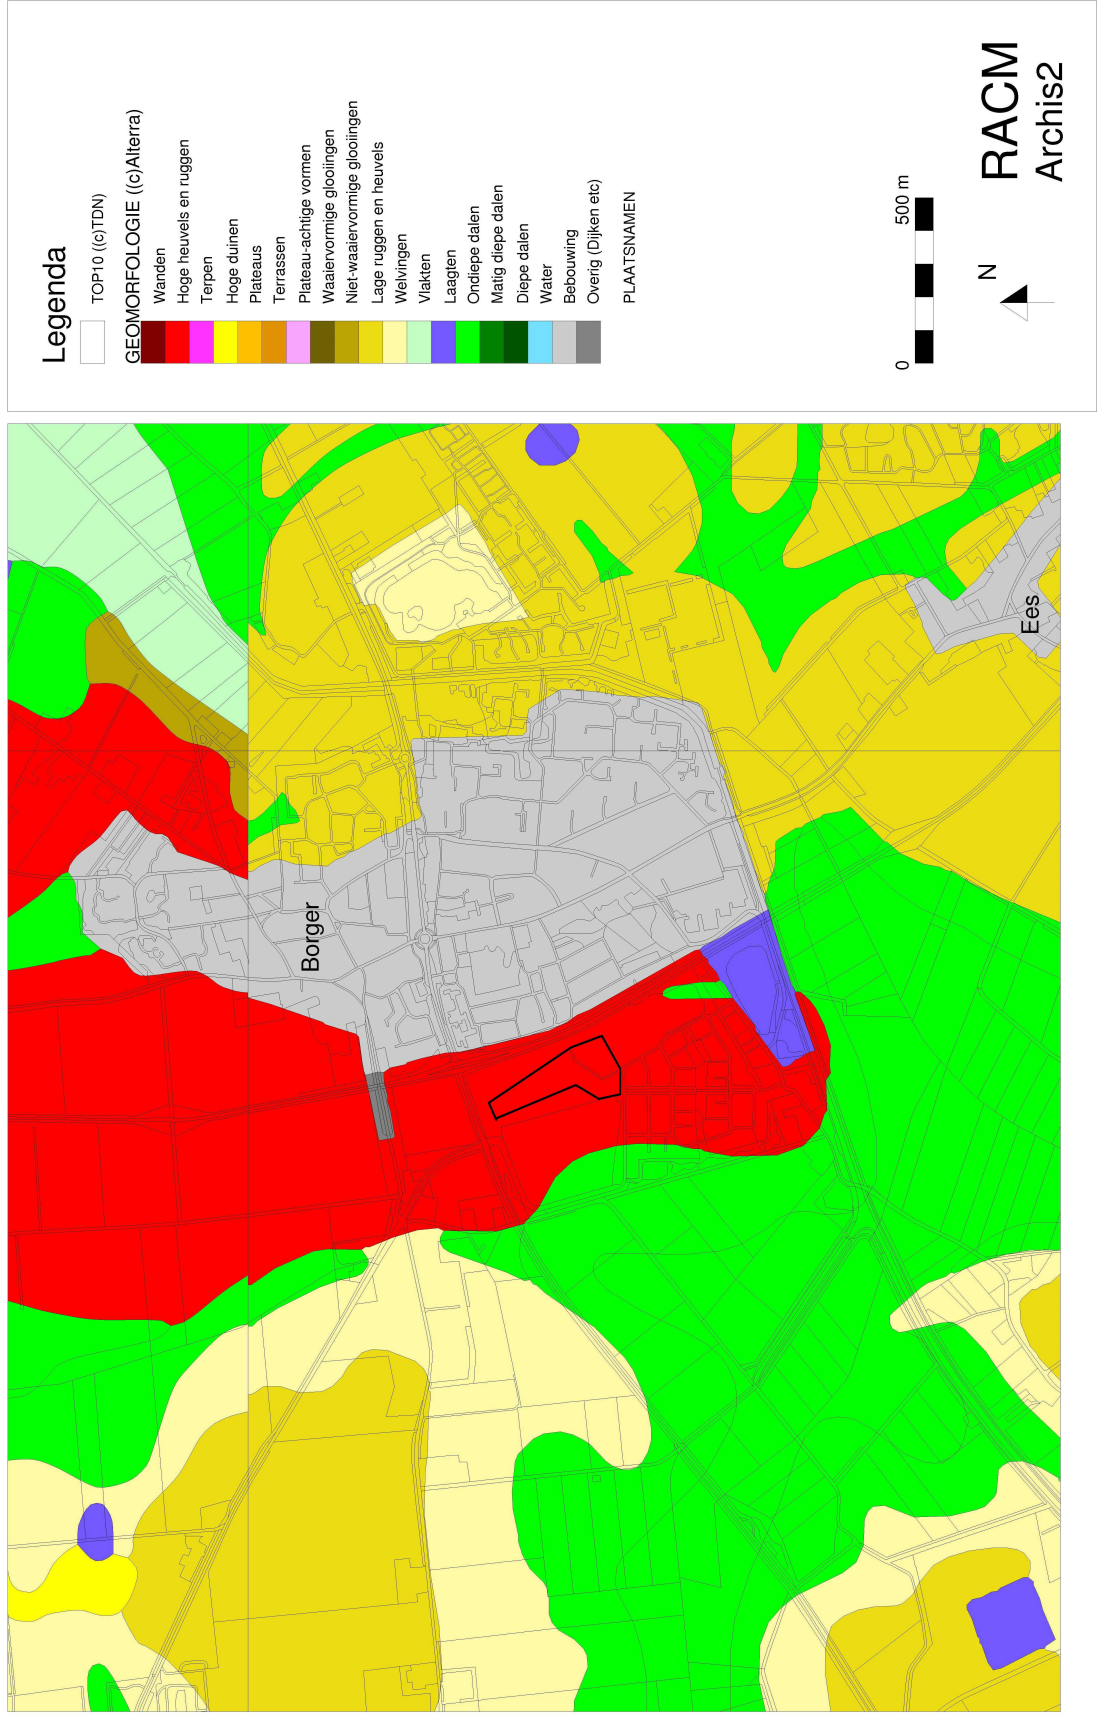 Legenda
TOP10 ((c)TDN)
GEOMORFOLOGIE ((c)Alterra)
Wanden
Hoge heuvels en ruggen
Terpen
Hoge duinen
Plateaus
Terrassen
Plateau-achtige vormen
Waaiervormige glooiingen
Niet-waaiervormige glooiingen
Lage ruggen en heuvels
Welvingen
Vlakten
Laagten
Ondiepe dalen
Matig diepe dalen
Diepe dalen
Water
Bebouwing
Overig (Dijken etc)
PLAATSNAMEN
0
500 m
N
RACM
Archis2
Borger
Ees